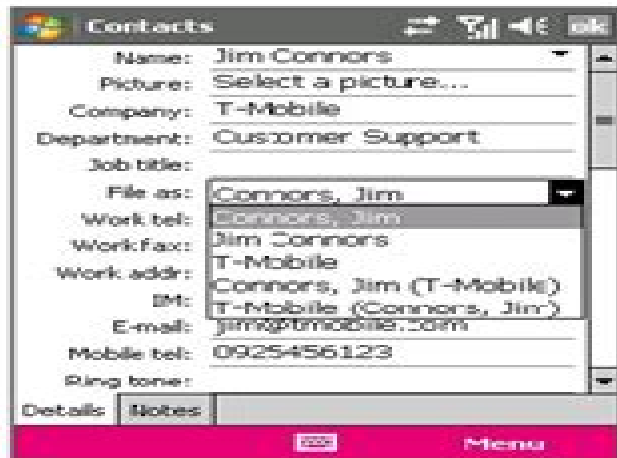 Contacts ok
Name: Jim Connors
Picture: Select a picture...
Company: T-Mobile
Department: Customer Support
Job title:
File as: Connors, Jim
Work tel: Connors, Jim
Work fax: Jim Connors
T-Mobile
Work addr: Connors, Jim (T-Mobile)
IM: T-Mobile (Connors, Jim)
E-mail: jim@tmobile.com
Mobile tel: 0925456123
Ring tone:
Details Notes
Menu